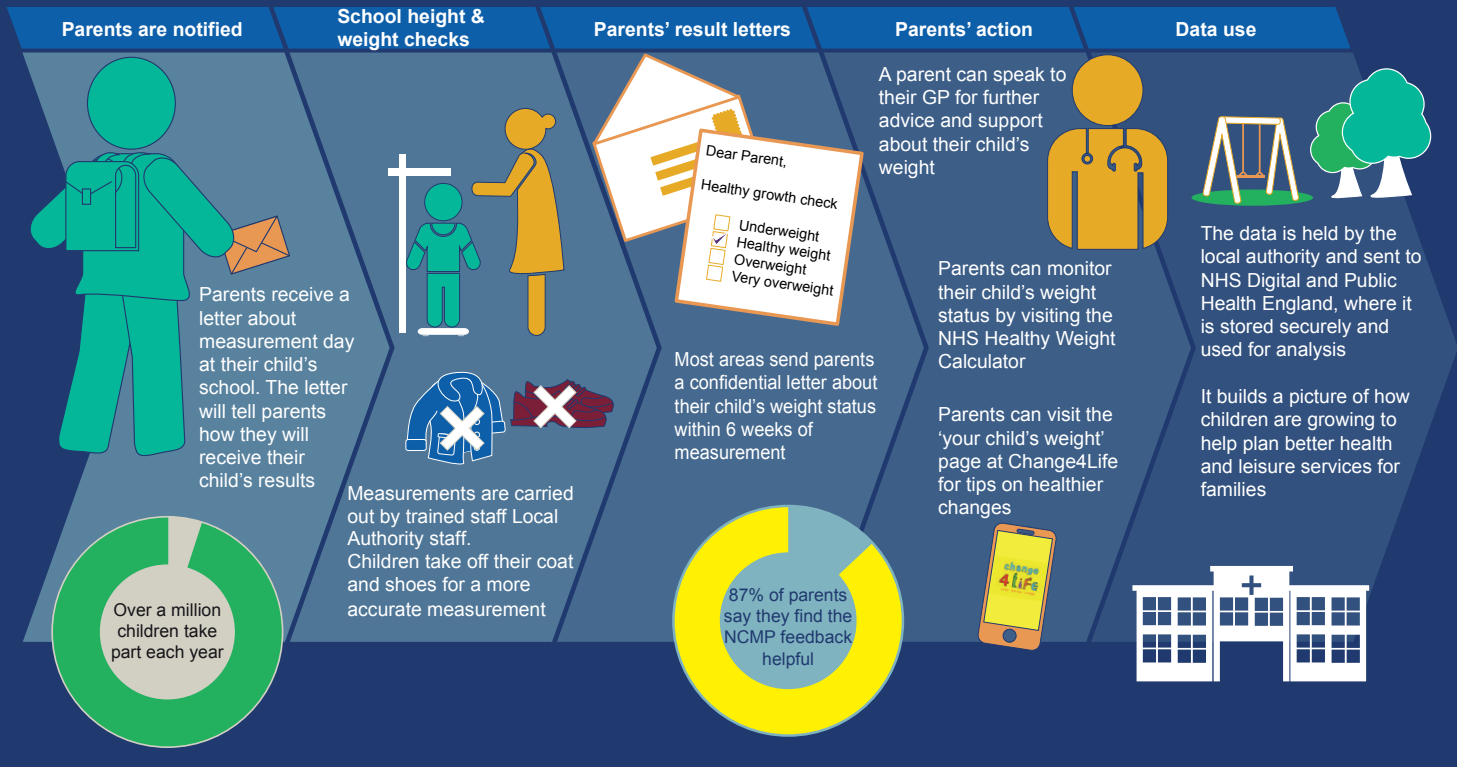 Parents are notified
School height &
weight checks
Parents' result letters
Parents' action
Data use
Parents receive a
letter about
measurement day
at their child's
school. The letter
will tell parents
how they will
receive their
child's results
Over a million
children take
part each year
Measurements are carried
out by trained staff Local
Authority staff.
Children take off their coat
and shoes for a more
accurate measurement
Dear Parent,
Healthy growth check
Underweight
Healthy weight
Overweight
Very overweight
Most areas send parents
a confidential letter about
their child's weight status
within 6 weeks of
measurement
87% of parents
say they find the
NCMP feedback
helpful
A parent can speak to
their GP for further
advice and support
about their child's
weight
Parents can monitor
their child's weight
status by visiting the
NHS Healthy Weight
Calculator
Parents can visit the
'your child's weight'
page at Change4Life
for tips on healthier
changes
change
4 LiFe
The data is held by the
local authority and sent to
NHS Digital and Public
Health England, where it
is stored securely and
used for analysis
It builds a picture of how
children are growing to
help plan better health
and leisure services for
families